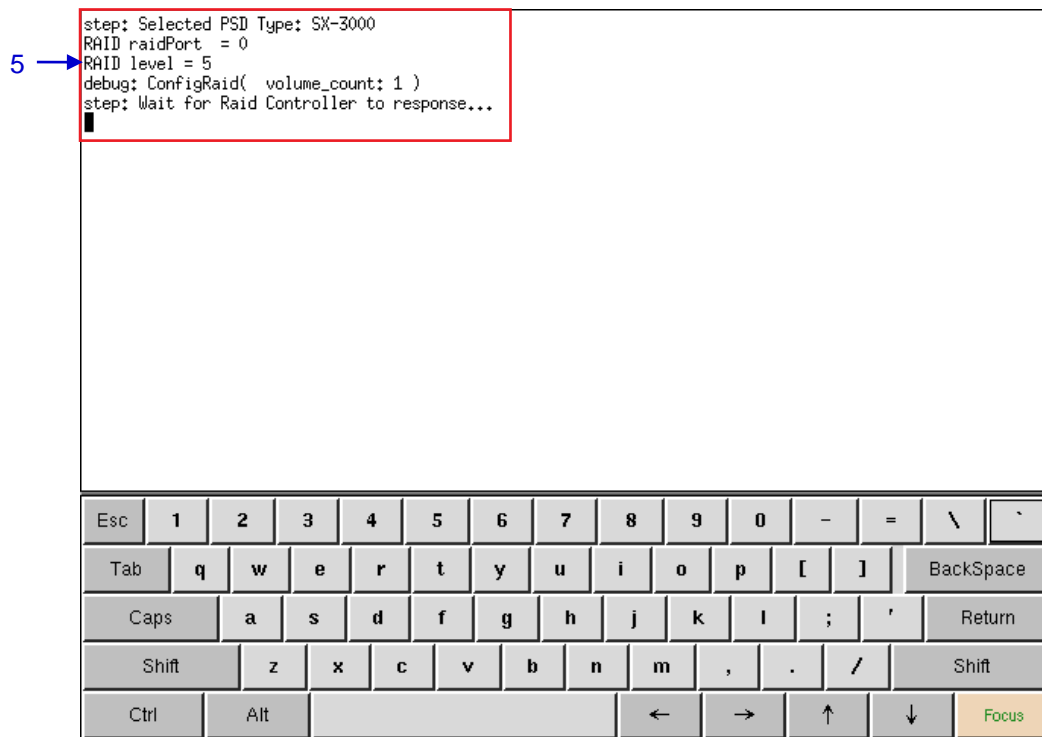 step: Selected PSD Type: SX-3000
RAID raidPort = 0
5
RAID level = 5
debug: ConfigRaid( volume_count: 1 )
step: Wait for Raid Controller to response...
Esc 1 2 3 4 5 6 7 8 9 0 - = \ `
Tab q w e r t y u i o p [ ] BackSpace
Caps a s d f g h j k l ; ' Return
Shift z x c v b n m , . / Shift
Ctrl Alt ← → ↑ ↓ Focus